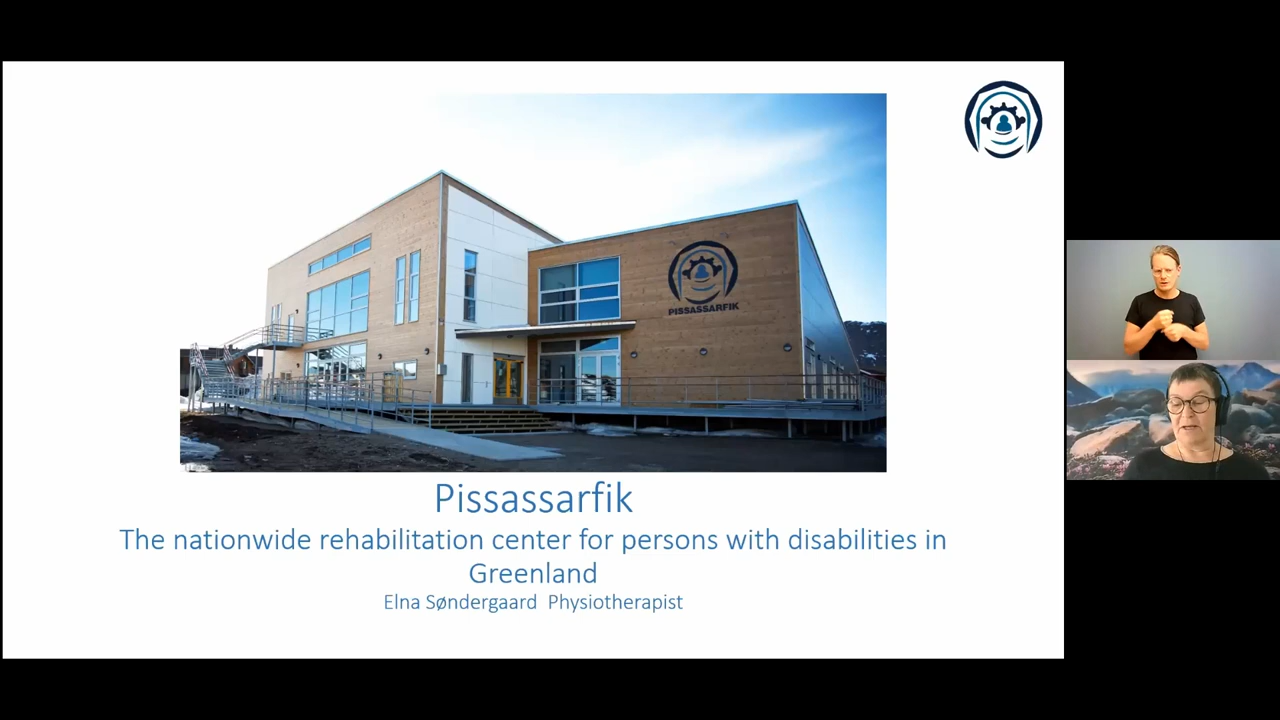 PISSASSARFIK
Pissassarfik
The nationwide rehabilitation center for persons with disabilities in
Greenland
Elna Søndergaard Physiotherapist